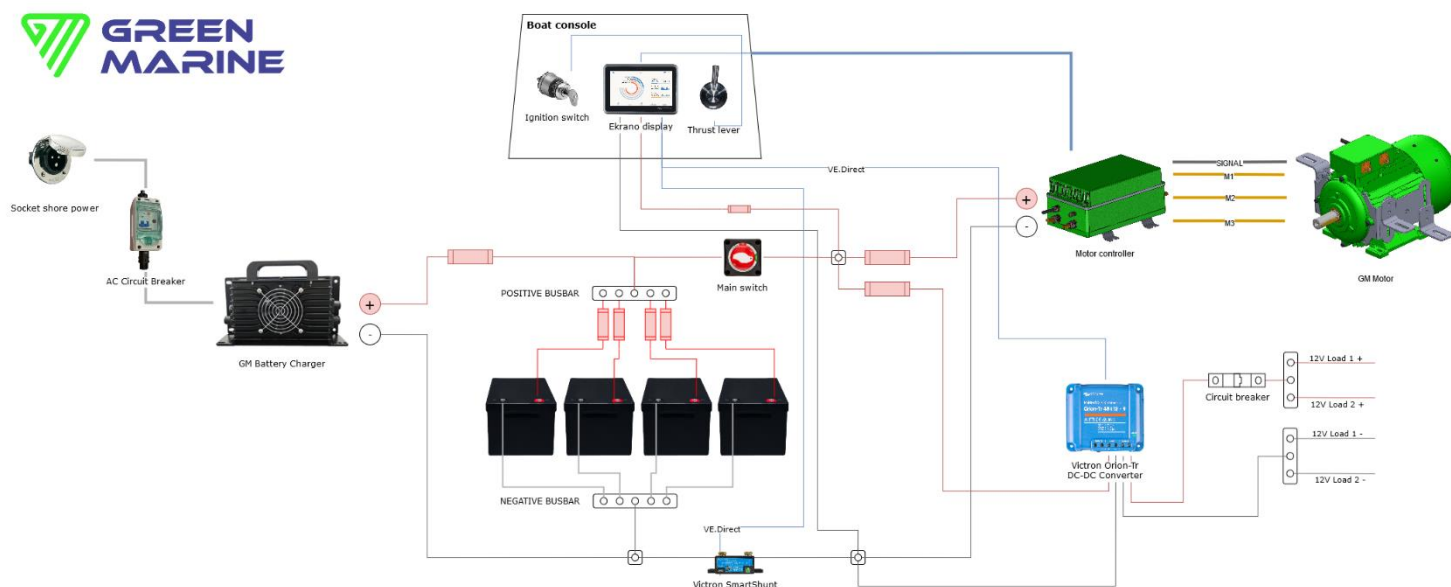 GREEN
MARINE
Boat console
Ignition switch
Ekrano display
Thrust lever
Socket shore power
AC Circuit Breaker
GM Battery Charger
+
-
POSITIVE BUSBAR
NEGATIVE BUSBAR
Main switch
VE.Direct
VE.Direct
Victron SmartShunt
+
-
Motor controller
SIGNAL
M1
M2
M3
GM Motor
Victron Orion-Tr
DC-DC Converter
Circuit breaker
12V Load 1 +
12V Load 2 +
12V Load 1 -
12V Load 2 -